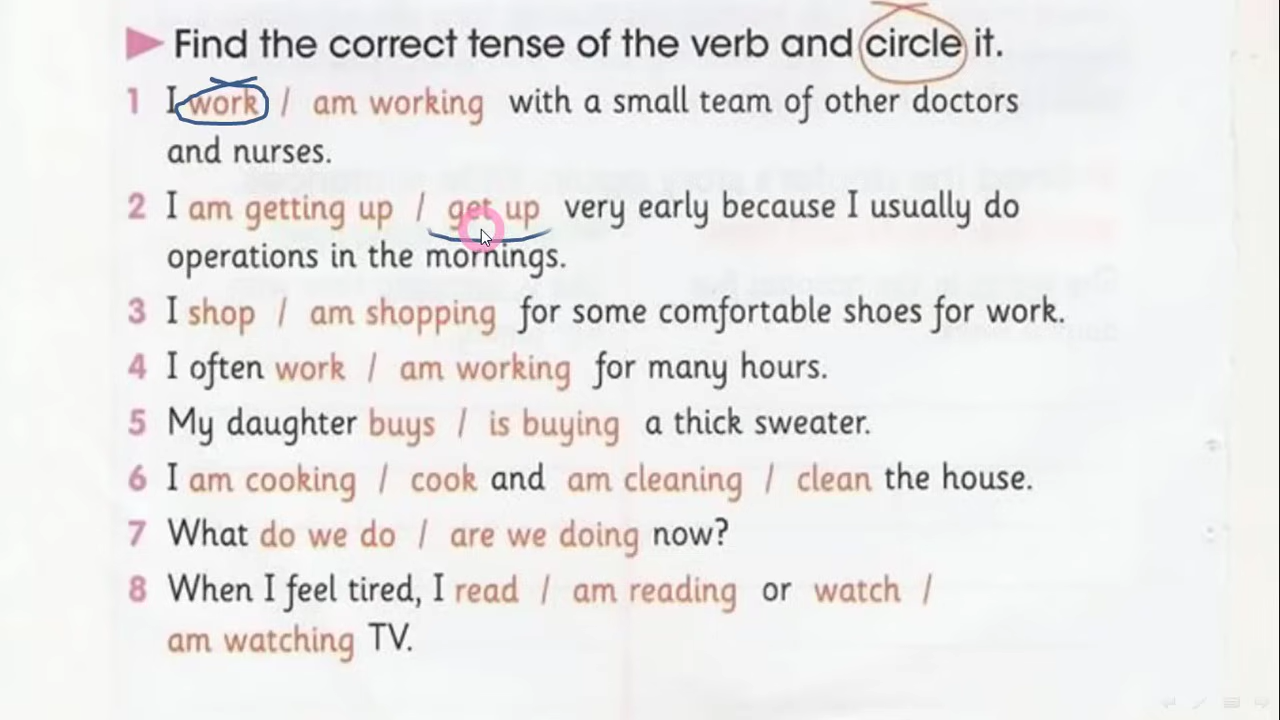 Find the correct tense of the verb and circle it.
1 I work / am working with a small team of other doctors
and nurses.
2 I am getting up / get up very early because I usually do
operations in the mornings.
3 I shop / am shopping for some comfortable shoes for work.
4 I often work / am working for many hours.
5 My daughter buys / is buying a thick sweater.
6 I am cooking / cook and am cleaning / clean the house.
7 What do we do / are we doing now?
8 When I feel tired, I read / am reading or watch /
am watching TV.